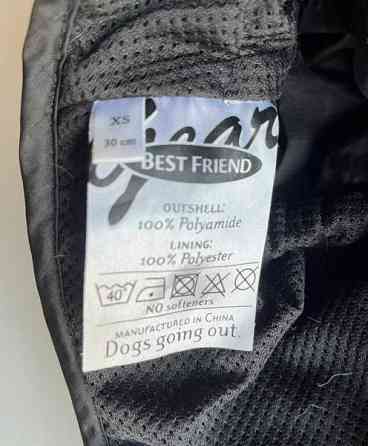 XS
30 cm
gear
BEST FRIEND
OUTSHELL:
100% Polyamide
LINING:
100% Polyester
40°
NO softeners
MANUFACTURED IN CHINA
Dogs going out.